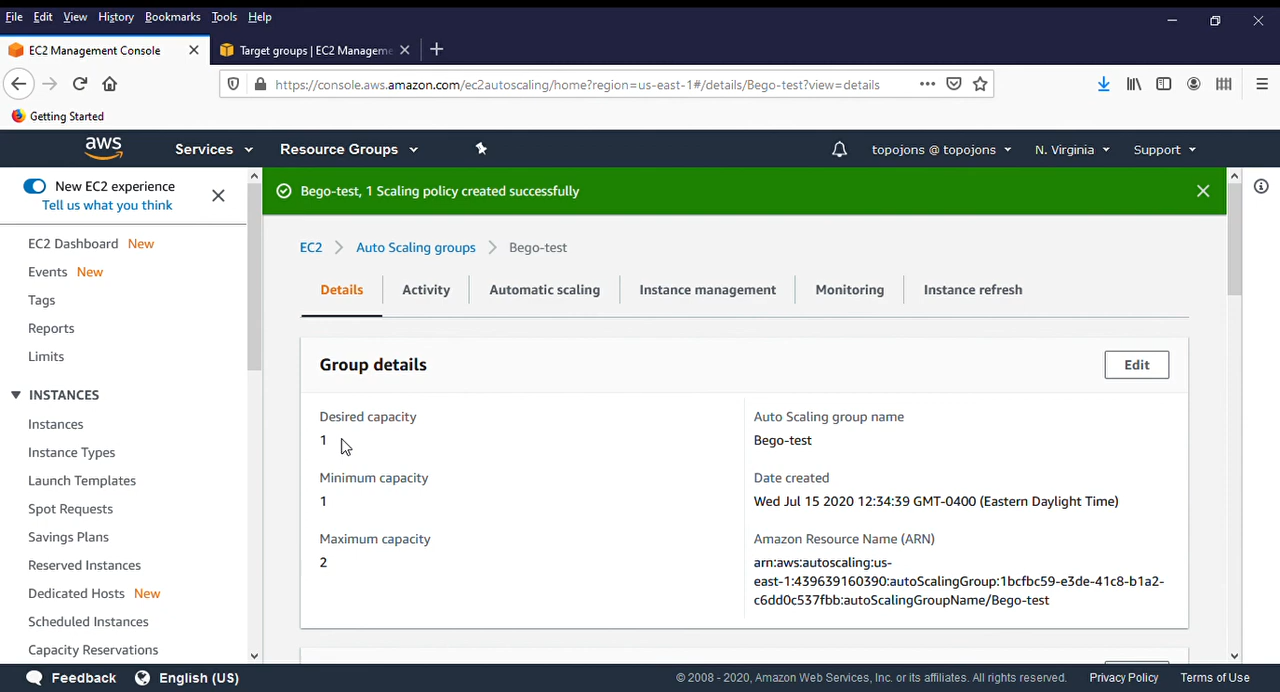 File Edit View History Bookmarks Tools Help
EC2 Management Console
Target groups | EC2 Manageme
https://console.aws.amazon.com/ec2autoscaling/home?region=us-east-1#/details/Bego-test?view=details
Getting Started
aws Services Resource Groups topojons @ topojons N. Virginia Support
New EC2 experience
Tell us what you think
EC2 Dashboard New
Events New
Tags
Reports
Limits
INSTANCES
Instances
Instance Types
Launch Templates
Spot Requests
Savings Plans
Reserved Instances
Dedicated Hosts New
Scheduled Instances
Capacity Reservations
Bego-test, 1 Scaling policy created successfully
EC2 Auto Scaling groups Bego-test
Details Activity Automatic scaling Instance management Monitoring Instance refresh
Group details
Edit
Desired capacity
1
Minimum capacity
1
Maximum capacity
2
Auto Scaling group name
Bego-test
Date created
Wed Jul 15 2020 12:34:39 GMT-0400 (Eastern Daylight Time)
Amazon Resource Name (ARN)
arn:aws:autoscaling:us-
east-1:439639160390:autoScalingGroup:1bcfbc59-e3de-41c8-b1a2-
c6dd0c537fbb:autoScalingGroupName/Bego-test
Feedback English (US) © 2008 - 2020, Amazon Web Services, Inc. or its affiliates. All rights reserved. Privacy Policy Terms of Use